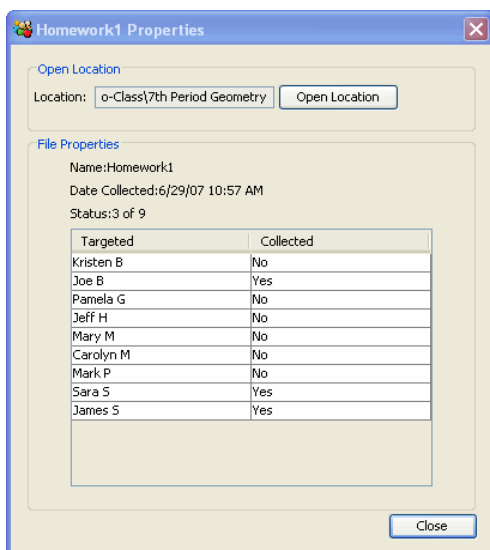 Homework1 Properties
Open Location
Location: o-Class\7th Period Geometry Open Location
File Properties
Name:Homework1
Date Collected:6/29/07 10:57 AM
Status:3 of 9
Targeted Collected
Kristen B No
Joe B Yes
Pamela G No
Jeff H No
Mary M No
Carolyn M No
Mark P No
Sara S Yes
James S Yes
Close